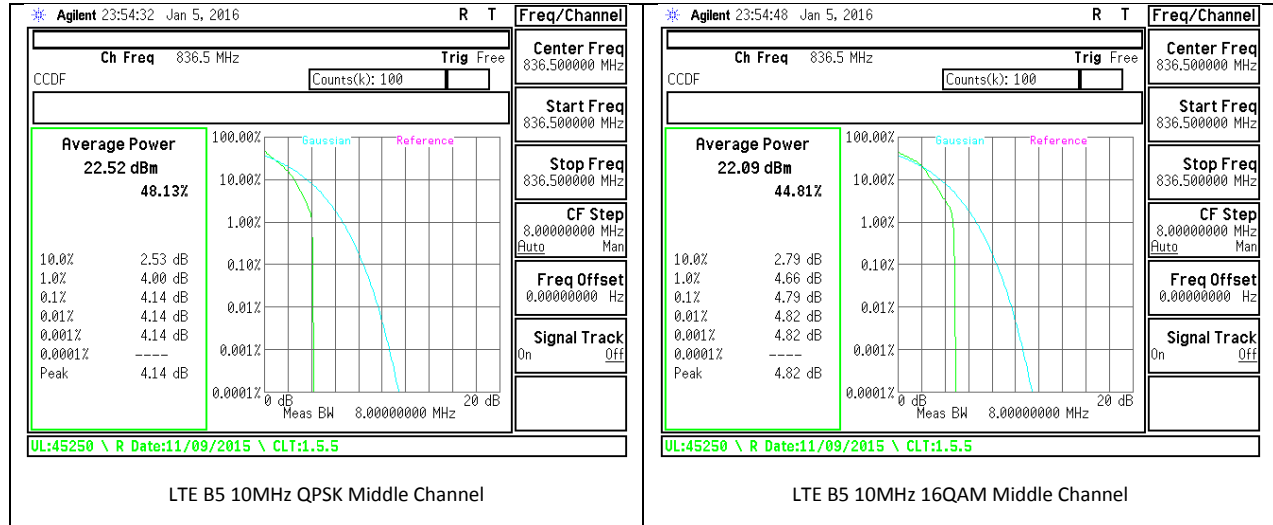 Agilent 23:54:32 Jan 5, 2016 R T
Freq/Channel
Ch Freq 836.5 MHz Trig Free
CCDF Counts(k): 100
Center Freq
836.500000 MHz
Start Freq
836.500000 MHz
Stop Freq
836.500000 MHz
CF Step
8.00000000 MHz
Auto Man
Freq Offset
0.00000000 Hz
Signal Track
On Off
Average Power
22.52 dBm
48.13%
10.0% 2.53 dB
1.0% 4.00 dB
0.1% 4.14 dB
0.01% 4.14 dB
0.001% 4.14 dB
0.0001% ----
Peak 4.14 dB
Gaussian Reference
100.00%
10.00%
1.00%
0.10%
0.01%
0.001%
0.0001%
0 dB 20 dB
Meas BW 8.00000000 MHz
UL:45250 \ R Date:11/09/2015 \ CLT:1.5.5
LTE B5 10MHz QPSK Middle Channel
Agilent 23:54:48 Jan 5, 2016 R T
Freq/Channel
Ch Freq 836.5 MHz Trig Free
CCDF Counts(k): 100
Center Freq
836.500000 MHz
Start Freq
836.500000 MHz
Stop Freq
836.500000 MHz
CF Step
8.00000000 MHz
Auto Man
Freq Offset
0.00000000 Hz
Signal Track
On Off
Average Power
22.09 dBm
44.81%
10.0% 2.79 dB
1.0% 4.66 dB
0.1% 4.79 dB
0.01% 4.82 dB
0.001% 4.82 dB
0.0001% ----
Peak 4.82 dB
Gaussian Reference
100.00%
10.00%
1.00%
0.10%
0.01%
0.001%
0.0001%
0 dB 20 dB
Meas BW 8.00000000 MHz
UL:45250 \ R Date:11/09/2015 \ CLT:1.5.5
LTE B5 10MHz 16QAM Middle Channel